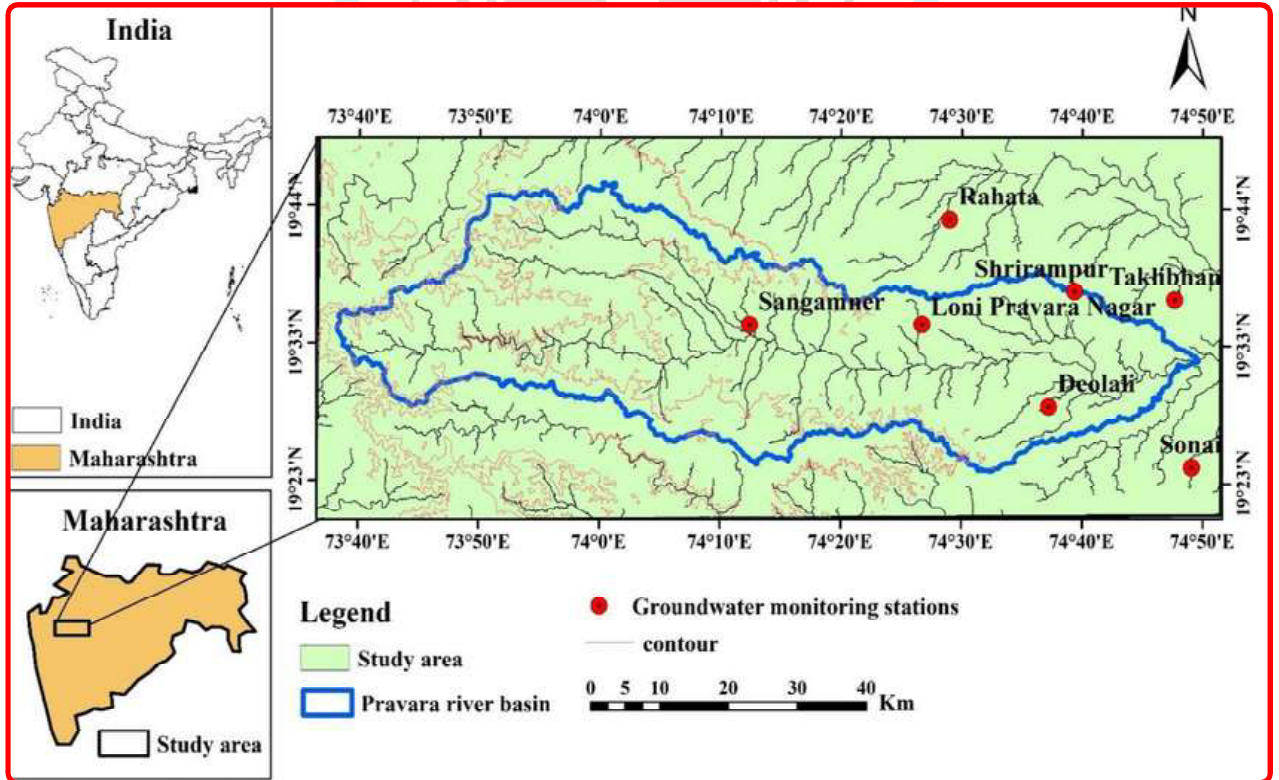 India
India
Maharashtra
Maharashtra
Study area
N
73°40'E 73°50'E 74°0'E 74°10'E 74°20'E 74°30'E 74°40'E 74°50'E
19°44'N
19°33'N
19°23'N
Rahata
Shrirampur
Takhbhan
Sangamner
Loni Pravara Nagar
Deolali
Sonai
19°44'N
19°33'N
19°23'N
73°40'E 73°50'E 74°0'E 74°10'E 74°20'E 74°30'E 74°40'E 74°50'E
Legend
Study area
Pravara river basin
Groundwater monitoring stations
contour
0 5 10 20 30 40
Km